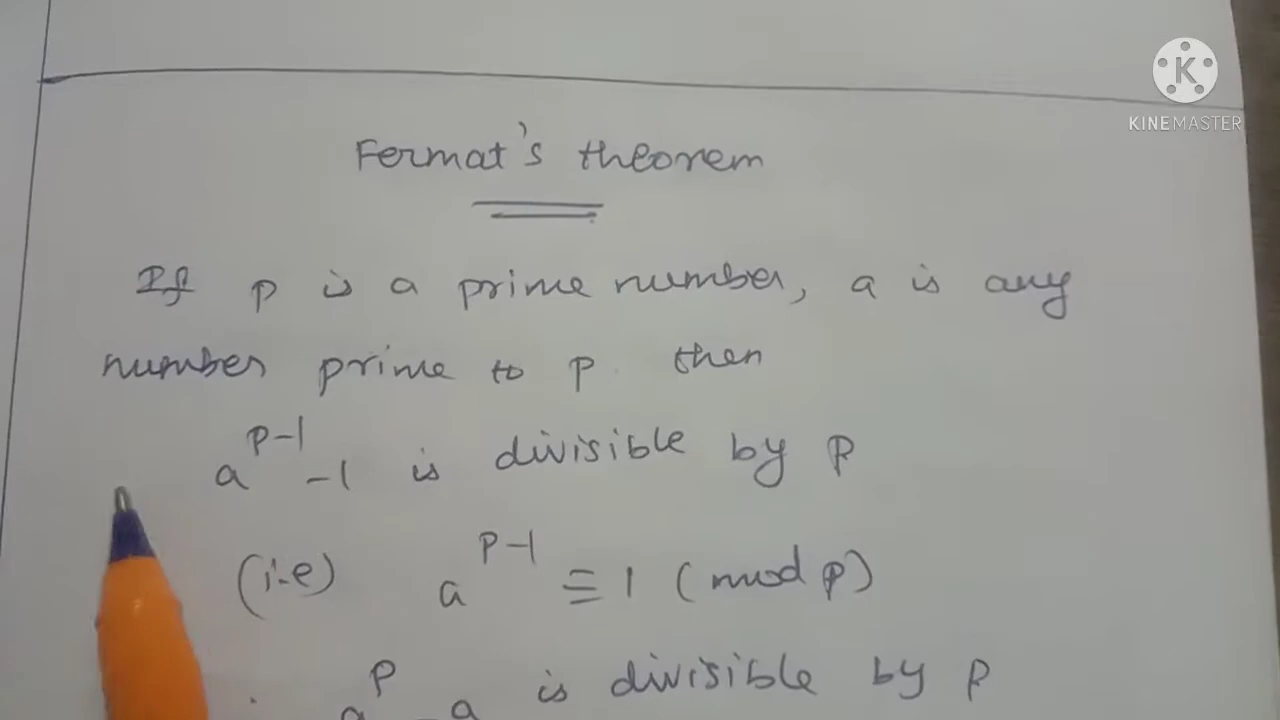 KINEMASTER
Fermat's theorem
If p is a prime number, a is any
number prime to p then
a^{p-1} -1 is divisible by p
(i.e) a^{p-1} ≡ 1 (mod p)
a^p - a is divisible by p